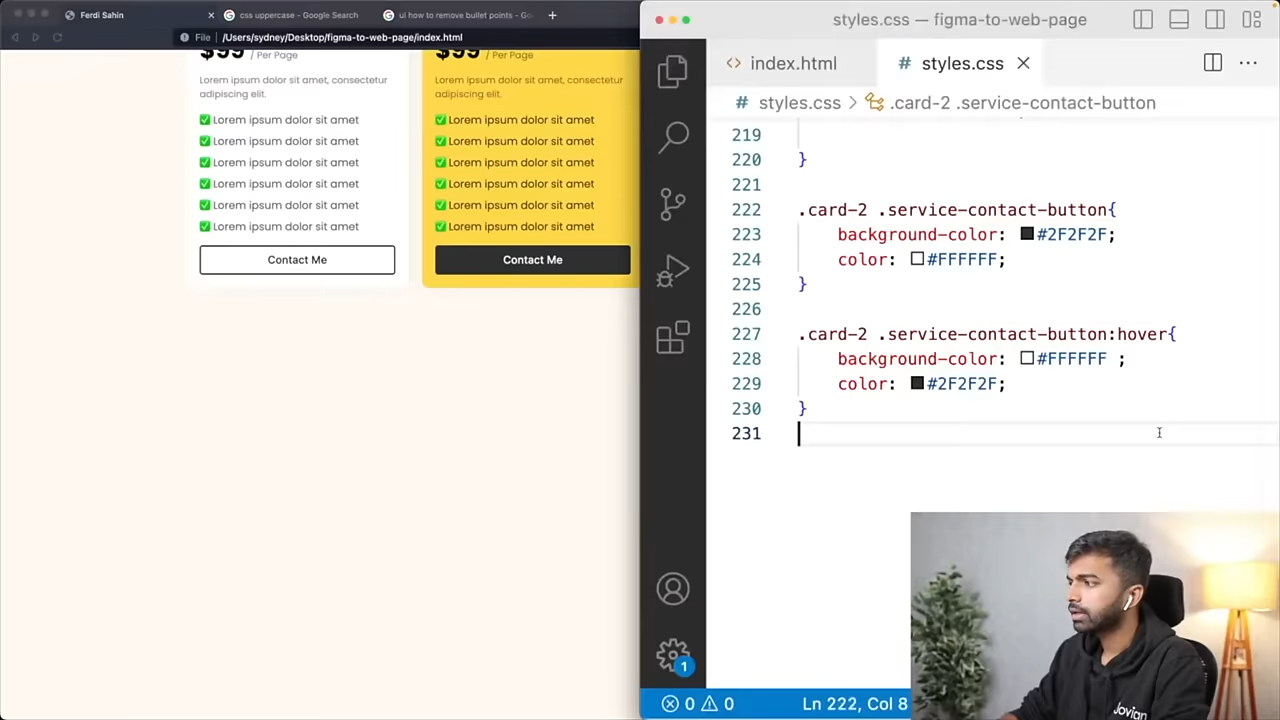 Ferdi Sahin
css uppercase - Google Search
ul how to remove bullet points - Go
File /Users/sydney/Desktop/figma-to-web-page/index.html
$99 / Per Page
Lorem ipsum dolor sit amet, consectetur
adipiscing elit.
✅ Lorem ipsum dolor sit amet
✅ Lorem ipsum dolor sit amet
✅ Lorem ipsum dolor sit amet
✅ Lorem ipsum dolor sit amet
✅ Lorem ipsum dolor sit amet
✅ Lorem ipsum dolor sit amet
Contact Me
$99 / Per Page
Lorem ipsum dolor sit amet, consectetur
adipiscing elit.
✅ Lorem ipsum dolor sit amet
✅ Lorem ipsum dolor sit amet
✅ Lorem ipsum dolor sit amet
✅ Lorem ipsum dolor sit amet
✅ Lorem ipsum dolor sit amet
✅ Lorem ipsum dolor sit amet
Contact Me
styles.css — figma-to-web-page
index.html
# styles.css
# styles.css > .card-2 .service-contact-button
219
220 }
221
222 .card-2 .service-contact-button{
223 background-color: #2F2F2F;
224 color: #FFFFFF;
225 }
226
227 .card-2 .service-contact-button:hover{
228 background-color: #FFFFFF ;
229 color: #2F2F2F;
230 }
231
1
0 0
Ln 222, Col 8
Jovian